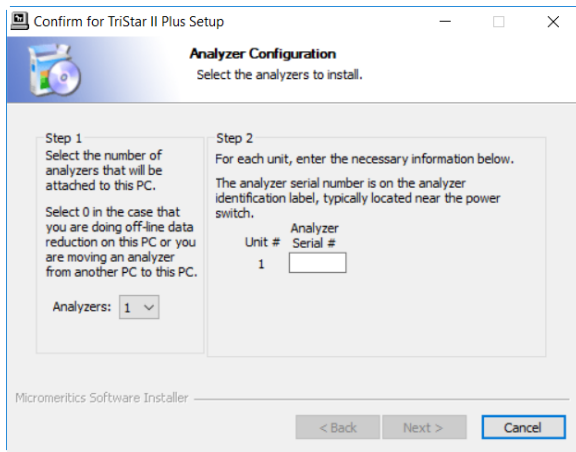 Confirm for TriStar II Plus Setup
Analyzer Configuration
Select the analyzers to install.
Step 1
Select the number of
analyzers that will be
attached to this PC.
Select 0 in the case that
you are doing off-line data
reduction on this PC or you
are moving an analyzer
from another PC to this PC.
Analyzers: 1
Step 2
For each unit, enter the necessary information below.
The analyzer serial number is on the analyzer
identification label, typically located near the power
switch.
Analyzer
Unit # Serial #
1
Micromeritics Software Installer
< Back Next > Cancel